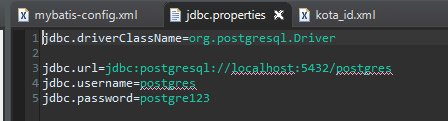 mybatis-config.xml jdbc.properties kota_id.xml
1 jdbc.driverClassName=org.postgresql.Driver
2
3 jdbc.url=jdbc:postgresql://localhost:5432/postgres
4 jdbc.username=postgres
5 jdbc.password=postgre123